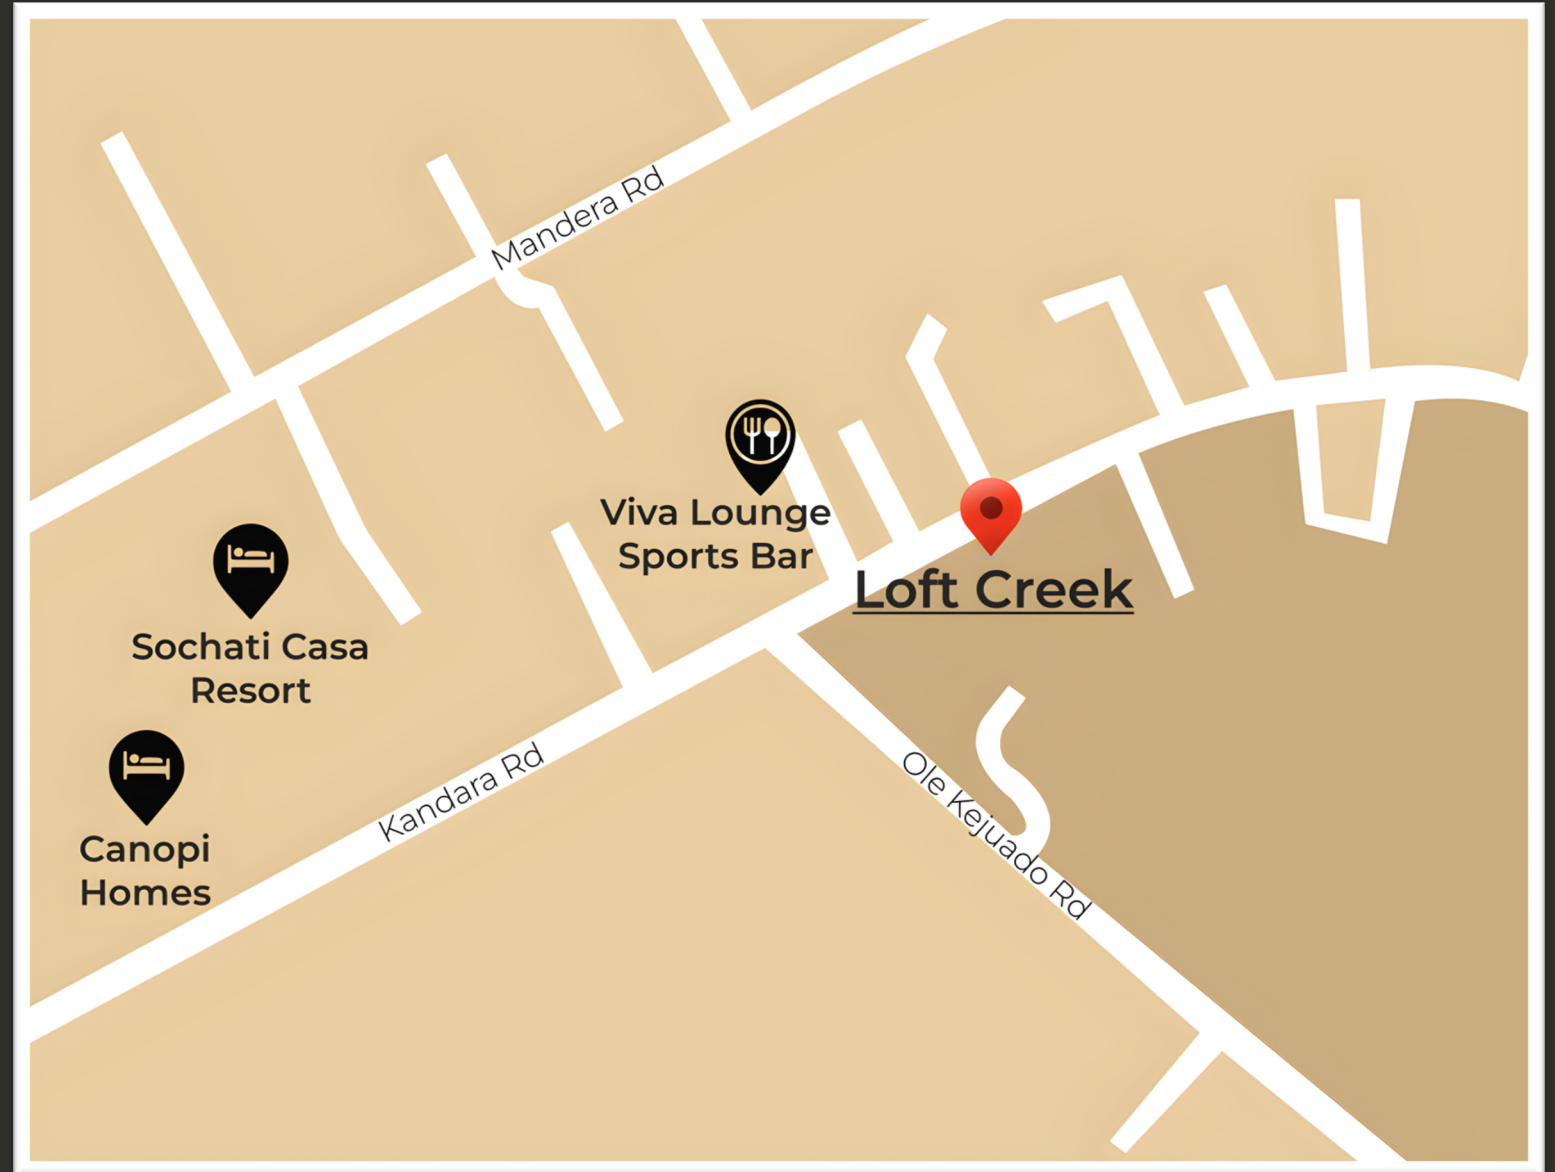 Mandera Rd
Viva Lounge
Sports Bar
Loft Creek
Sochati Casa
Resort
Kandara Rd
Ole Kejuado Rd
Canopi
Homes